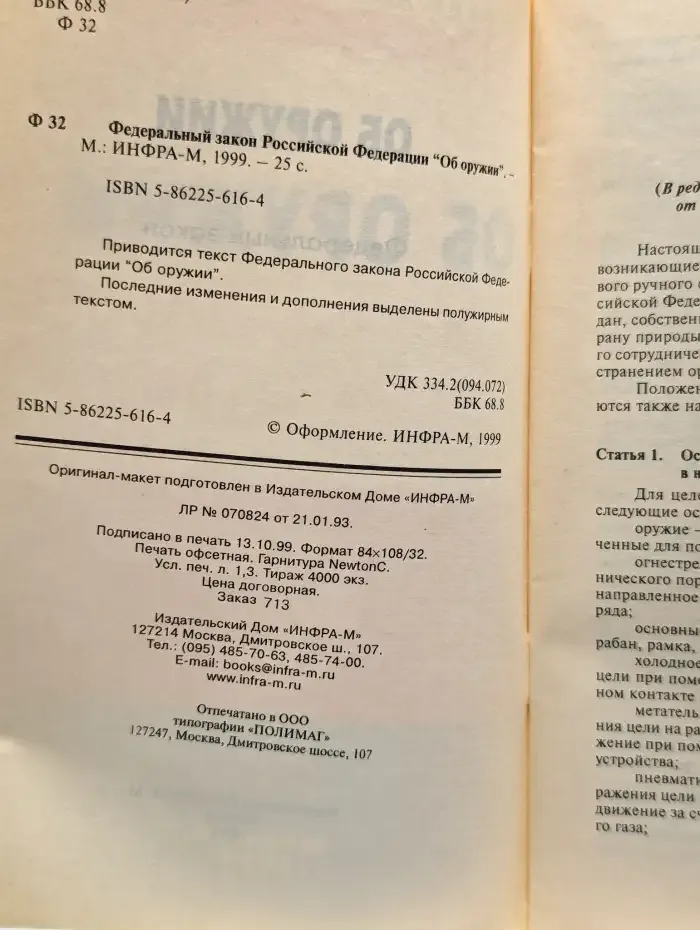 ББК 68.8
Ф 32
Ф 32
Федеральный закон Российской Федерации "Об оружии". –
М.: ИНФРА-М, 1999. – 25 с.
ISBN 5-86225-616-4
Приводится текст Федерального закона Российской Феде-
рации "Об оружии".
Последние изменения и дополнения выделены полужирным
текстом.
УДК 334.2(094.072)
ББК 68.8
ISBN 5-86225-616-4
© Оформление. ИНФРА-М, 1999
Оригинал-макет подготовлен в Издательском Доме «ИНФРА-М»
ЛР № 070824 от 21.01.93.
Подписано в печать 13.10.99. Формат 84×108/32.
Печать офсетная. Гарнитура NewtonC.
Усл. печ. л. 1,3. Тираж 4000 экз.
Цена договорная.
Заказ 713
Издательский Дом «ИНФРА-М»
127214 Москва, Дмитровское ш., 107.
Тел.: (095) 485-70-63, 485-74-00.
E-mail: books@infra-m.ru
www.infra-m.ru
Отпечатано в ООО
типографии «ПОЛИМАГ»
127247, Москва, Дмитровское шоссе, 107
(В ред
от
Настоящ
возникающие
вого ручного
сийской Феде
дан, собствен
рану природы
го сотрудниче
странением ор
Положен
ются также на
Статья 1. Ос
в н
Для целе
следующие ос
оружие –
ченные для по
огнестрел
нического пор
направленное
ряда;
основны
рабан, рамка,
холодное
цели при помо
ном контакте
метатель
ния цели на ра
жение при пом
устройства;
пневмати
ражения цели
движение за сч
го газа;